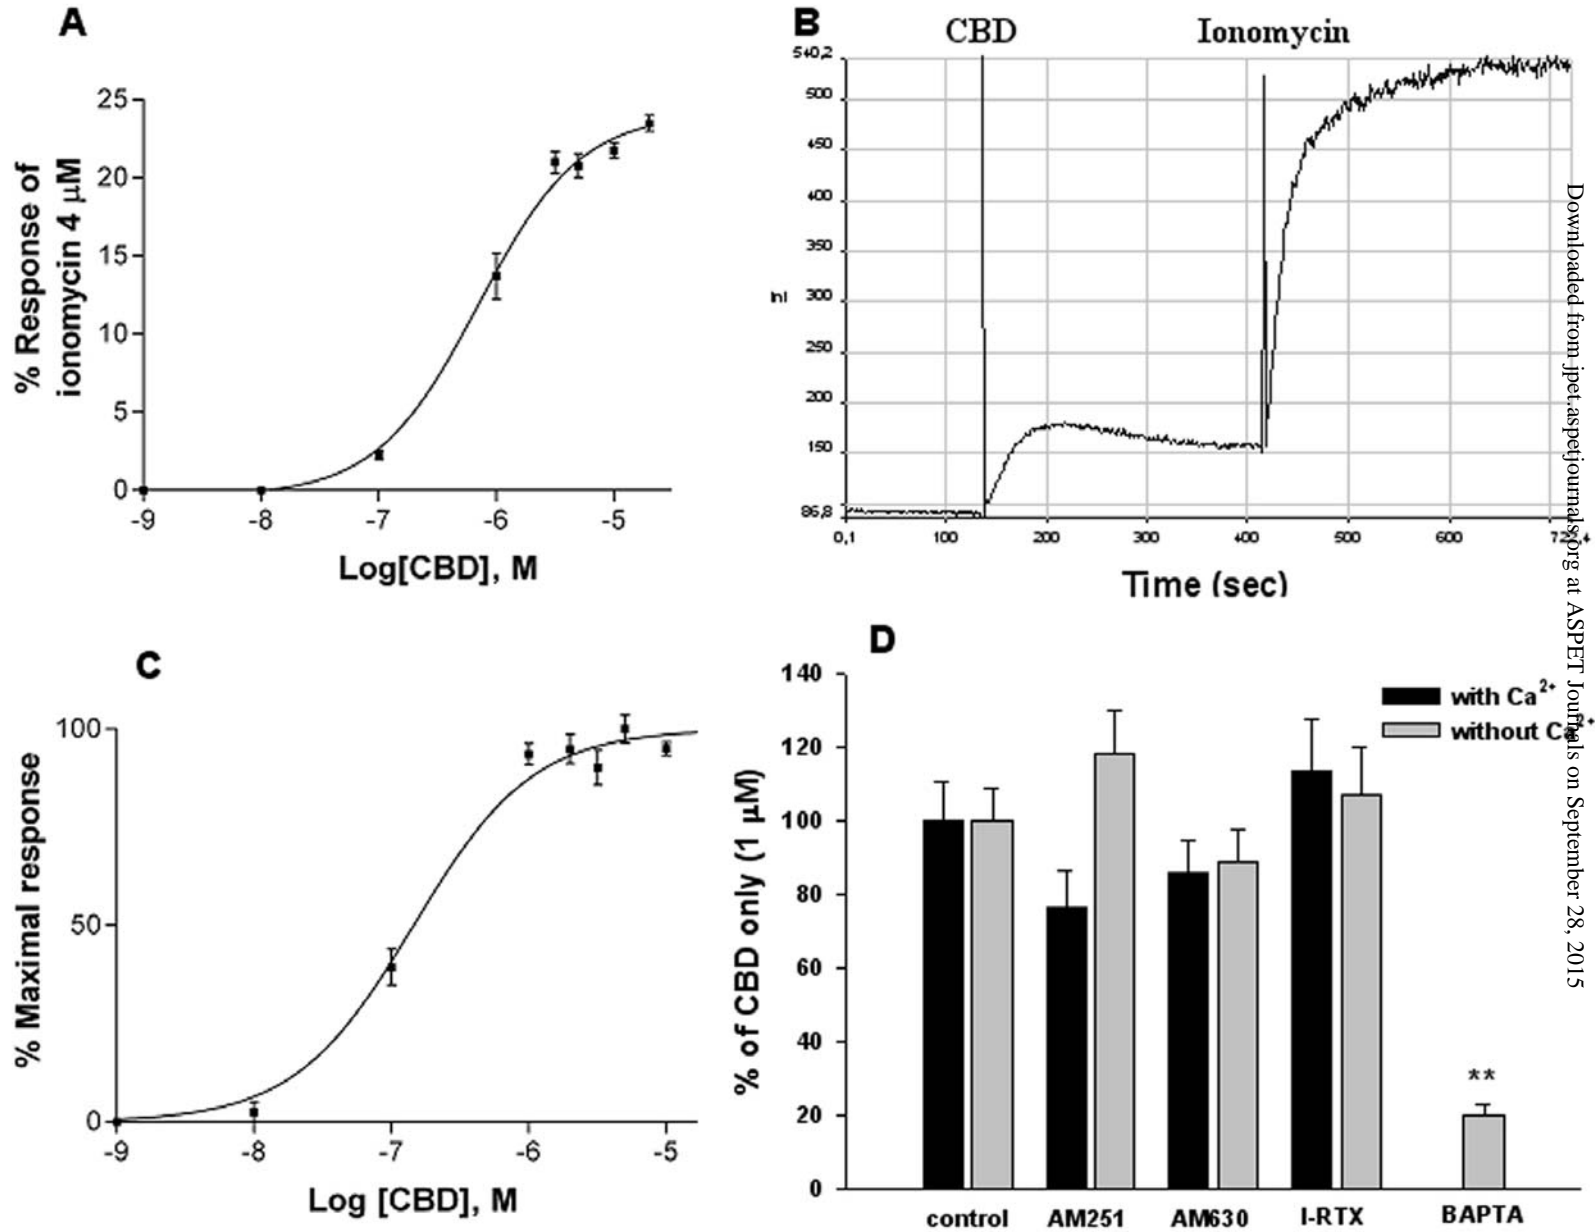 A
% Response of
ionomycin 4 µM
25
20
15
10
5
0
-9 -8 -7 -6 -5
Log[CBD], M
B
CBD Ionomycin
540,2
500
450
400
350
300
250
200
150
86,8
Int
0,1 100 200 300 400 500 600
Time (sec)
C
% Maximal response
100
50
0
-9 -8 -7 -6 -5
Log [CBD], M
D
% of CBD only (1 µM)
140
120
100
80
60
40
20
0
with Ca2+
without Ca2+
**
control AM251 AM630 I-RTX BAPTA
Downloaded from jpet.aspetjournals.org at ASPET Journals on September 28, 2015